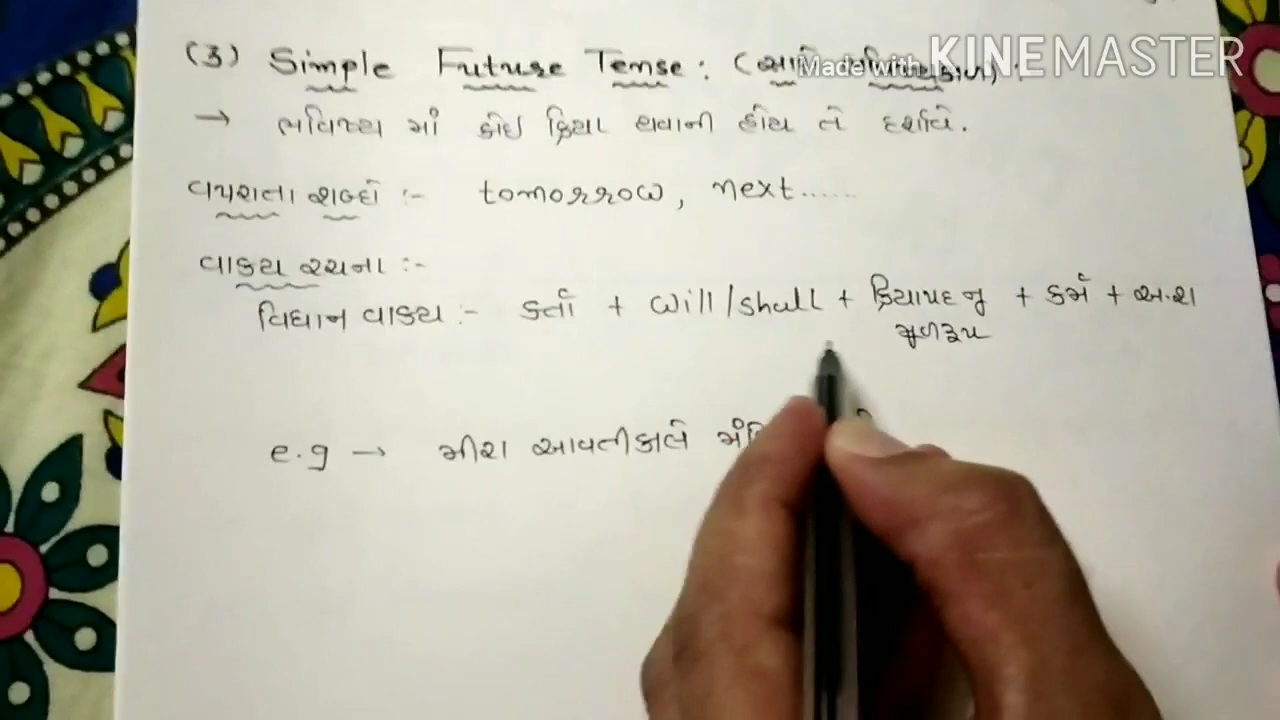 (3) Simple Future Tense : (
Made with KINEMASTER
→ ભવિષ્ય માં કોઇ ક્રિયા થવાની હોય તે દર્શાવે.
વપરાતા શબ્દો :- tomorrow, next......
વાક્ય રચના :-
વિધાન વાક્ય :- કર્તા + will/shall + ક્રિયાપદ નુ + કર્મ + અ.શ
મૂળરૂપ
e.g → મીરા આવતીકાલે